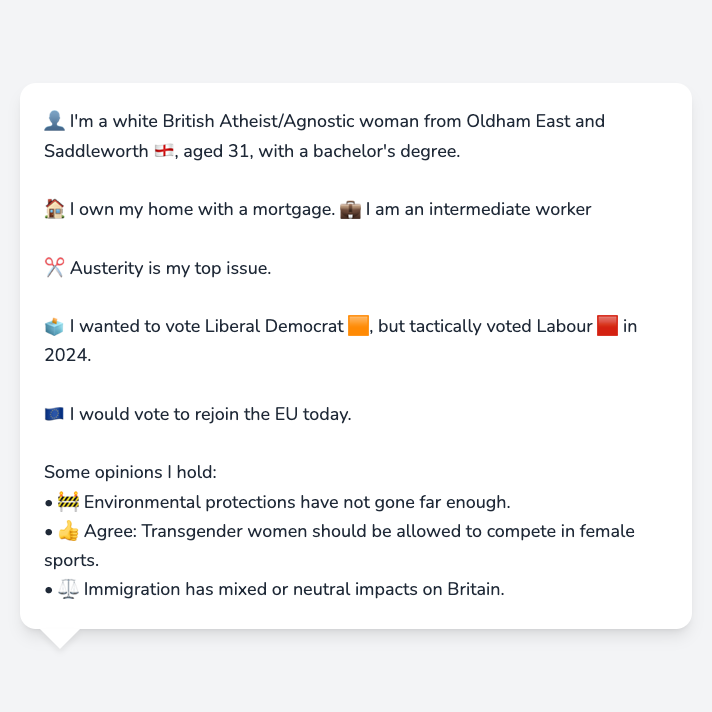 👤 I'm a white British Atheist/Agnostic woman from Oldham East and
Saddleworth 🏴󠁧󠁢󠁥󠁮󠁧󠁿, aged 31, with a bachelor's degree.
🏠 I own my home with a mortgage. 💼 I am an intermediate worker
✂️ Austerity is my top issue.
🗳️ I wanted to vote Liberal Democrat 🟧, but tactically voted Labour 🟥 in
2024.
🇪🇺 I would vote to rejoin the EU today.
Some opinions I hold:
• 🚧 Environmental protections have not gone far enough.
• 👍 Agree: Transgender women should be allowed to compete in female
sports.
• ⚖️ Immigration has mixed or neutral impacts on Britain.